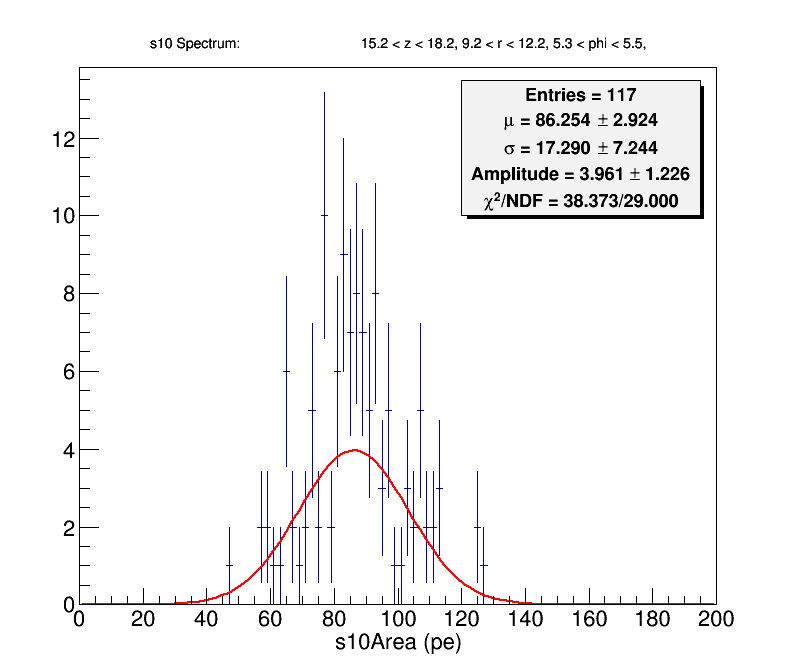 s10 Spectrum: 15.2 < z < 18.2, 9.2 < r < 12.2, 5.3 < phi < 5.5,
Entries = 117
μ = 86.254 ± 2.924
σ = 17.290 ± 7.244
Amplitude = 3.961 ± 1.226
χ²/NDF = 38.373/29.000
12
10
8
6
4
2
0
0 20 40 60 80 100 120 140 160 180 200
s10Area (pe)